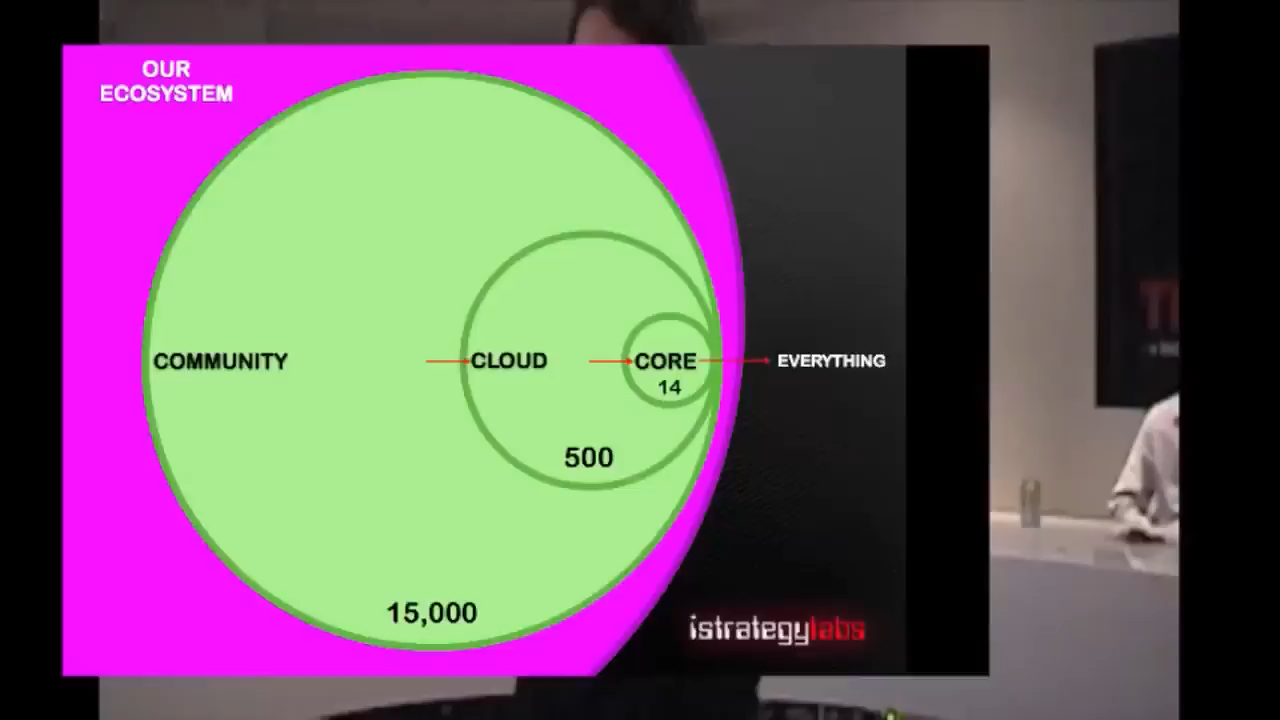 OUR
ECOSYSTEM
COMMUNITY
CLOUD
CORE
EVERYTHING
14
500
15,000
istrategylabs